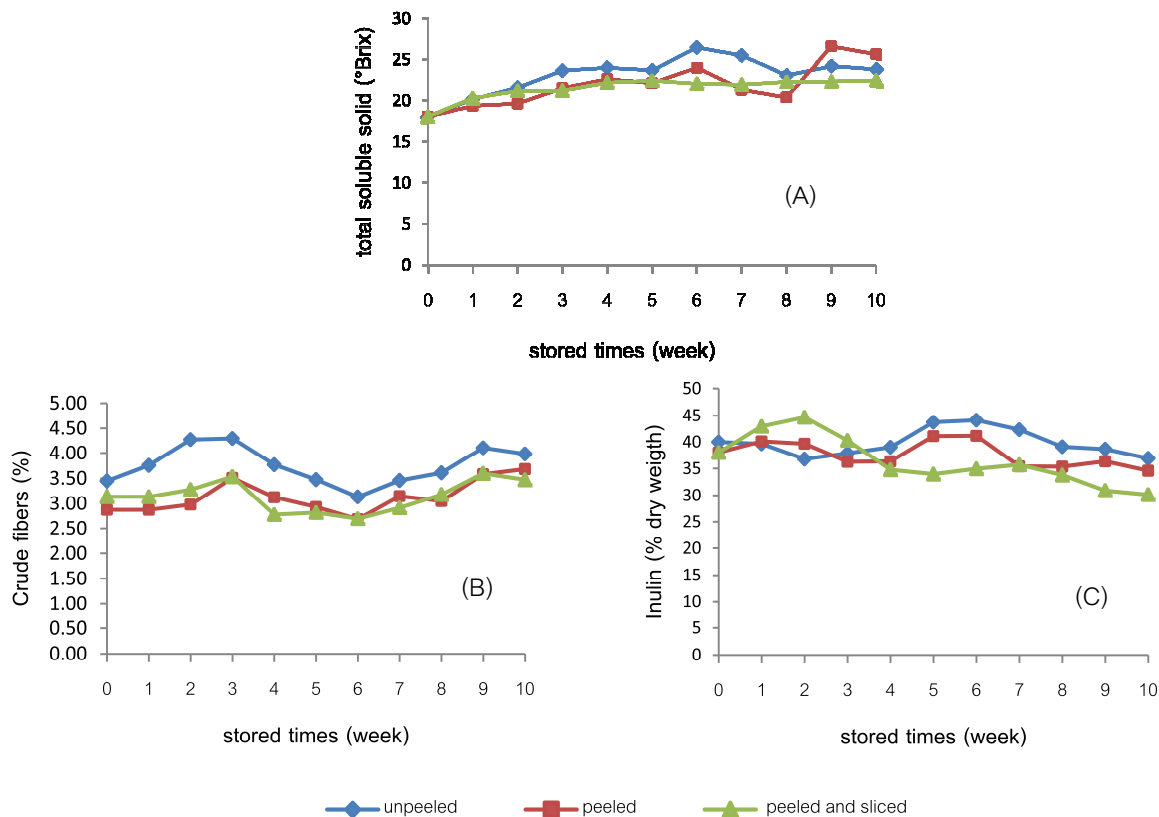 total soluble solid (°Brix)
30
25
20
15
10
5
0
0 1 2 3 4 5 6 7 8 9 10
stored times (week)
(A)
Crude fibers (%)
5.00
4.50
4.00
3.50
3.00
2.50
2.00
1.50
1.00
0.50
0.00
0 1 2 3 4 5 6 7 8 9 10
stored times (week)
(B)
Inulin (% dry weigth)
50
45
40
35
30
25
20
15
10
5
0
0 1 2 3 4 5 6 7 8 9 10
stored times (week)
(C)
unpeeled peeled peeled and sliced